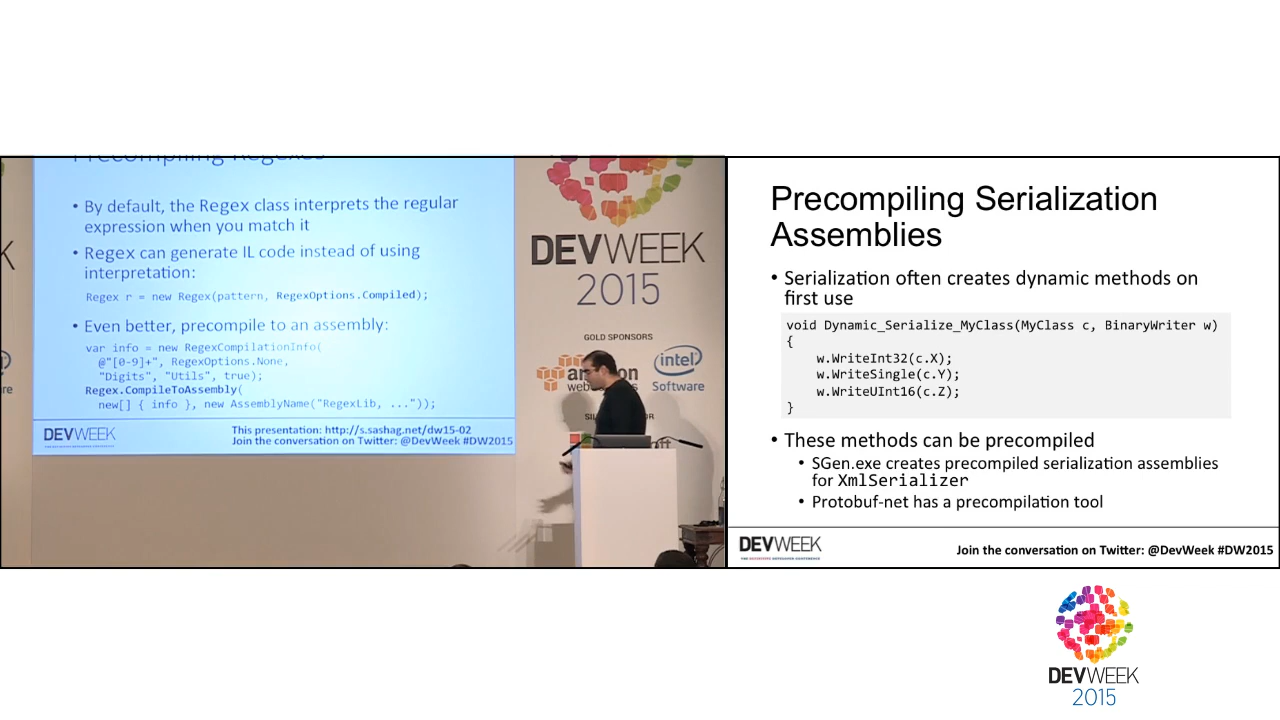 Precompiling Regexes
• By default, the Regex class interprets the regular
expression when you match it
• Regex can generate IL code instead of using
interpretation:
Regex r = new Regex(pattern, RegexOptions.Compiled);
• Even better, precompile to an assembly:
var info = new RegexCompilationInfo(
@"[0-9]+", RegexOptions.None,
"Digits", "Utils", true);
Regex.CompileToAssembly(
new[] { info }, new AssemblyName("RegexLib, ..."));
DEVWEEK
This presentation: http://s.sashag.net/dw15-02
Join the conversation on Twitter: @DevWeek #DW2015
DEVWEEK
2015
GOLD SPONSORS
intel
Software
Precompiling Serialization
Assemblies
• Serialization often creates dynamic methods on
first use
void Dynamic_Serialize_MyClass(MyClass c, BinaryWriter w)
{
w.WriteInt32(c.X);
w.WriteSingle(c.Y);
w.WriteUInt16(c.Z);
}
• These methods can be precompiled
• SGen.exe creates precompiled serialization assemblies
for XmlSerializer
• Protobuf-net has a precompilation tool
DEVWEEK
Join the conversation on Twitter: @DevWeek #DW2015
DEVWEEK
2015